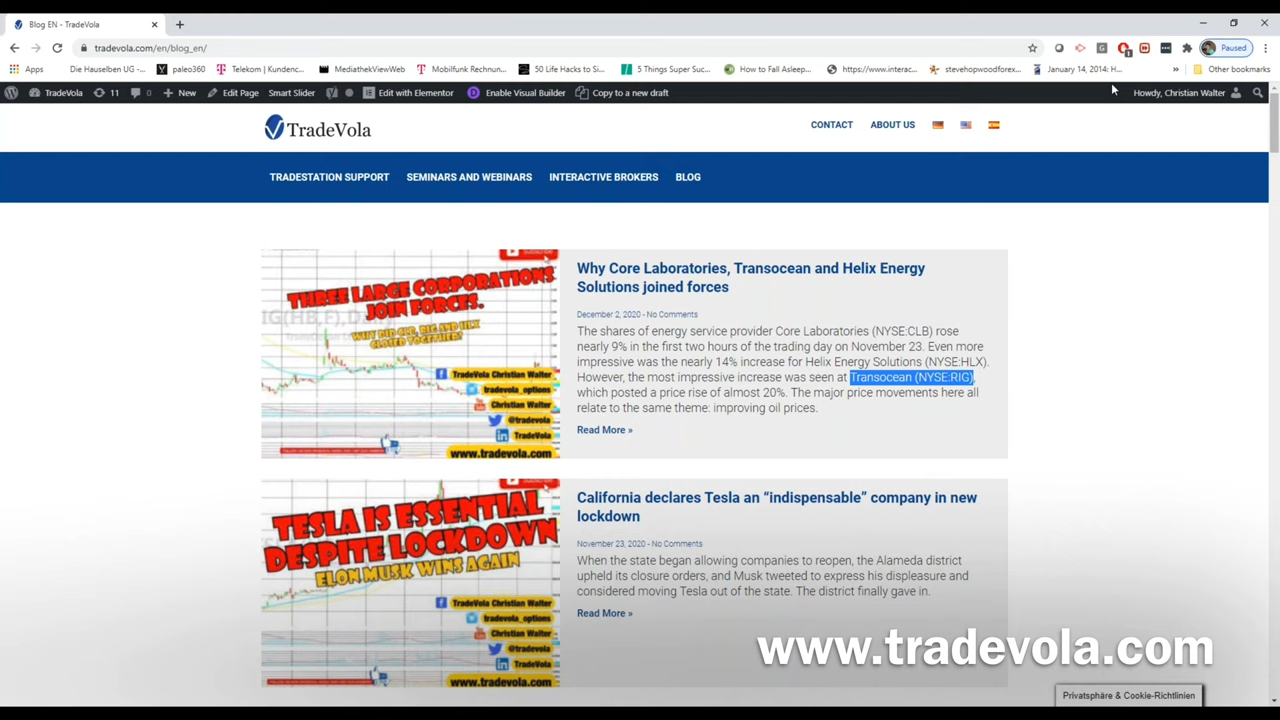 Blog EN - TradeVola
tradevola.com/en/blog_en/
Paused
Apps
Die Hauselben UG -...
paleo360
Telekom | Kundenc...
MediathekViewWeb
Mobilfunk Rechnun...
50 Life Hacks to Si...
5 Things Super Suc...
How to Fall Asleep...
https://www.interac...
stevehopwoodforex...
January 14, 2014: H...
Other bookmarks
TradeVola
11
0
New
Edit Page
Smart Slider
Edit with Elementor
Enable Visual Builder
Copy to a new draft
Howdy, Christian Walter
TradeVola
CONTACT
ABOUT US
TRADESTATION SUPPORT
SEMINARS AND WEBINARS
INTERACTIVE BROKERS
BLOG
THREE LARGE CORPORATIONS
JOIN FORCES.
WHY DID CLB, RIG AND HLX
CLOSED TOGETHER?
TradeVola Christian Walter
tradevola_options
Christian Walter
@tradevola
TradeVola
www.tradevola.com
Why Core Laboratories, Transocean and Helix Energy
Solutions joined forces
December 2, 2020 - No Comments
The shares of energy service provider Core Laboratories (NYSE:CLB) rose
nearly 9% in the first two hours of the trading day on November 23. Even more
impressive was the nearly 14% increase for Helix Energy Solutions (NYSE:HLX).
However, the most impressive increase was seen at Transocean (NYSE:RIG),
which posted a price rise of almost 20%. The major price movements here all
relate to the same theme: improving oil prices.
Read More »
TESLA IS ESSENTIAL
DESPITE LOCKDOWN
ELON MUSK WINS AGAIN
TradeVola Christian Walter
tradevola_options
Christian Walter
@tradevola
TradeVola
www.tradevola.com
California declares Tesla an “indispensable” company in new
lockdown
November 23, 2020 - No Comments
When the state began allowing companies to reopen, the Alameda district
upheld its closure orders, and Musk tweeted to express his displeasure and
considered moving Tesla out of the state. The district finally gave in.
Read More »
www.tradevola.com
Privatsphäre & Cookie-Richtlinien